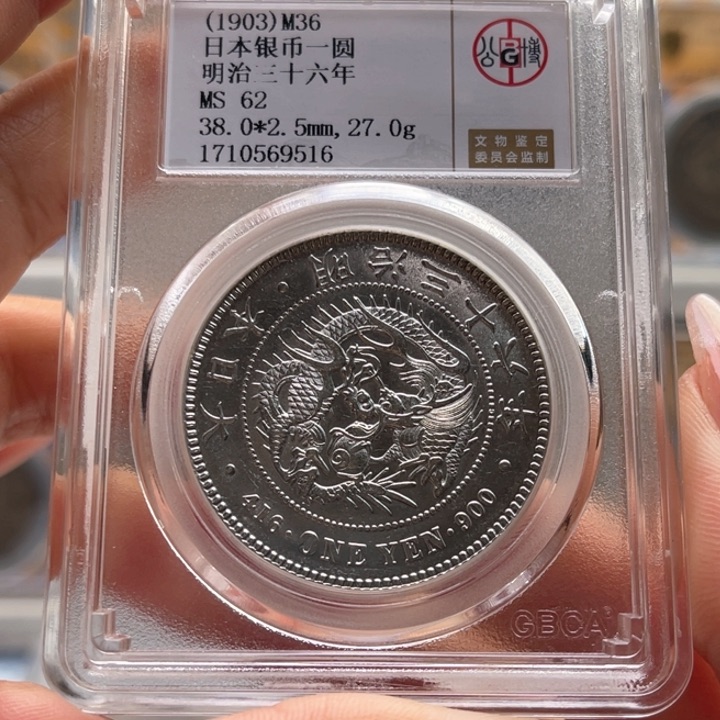 (1903)M36
日本银币一圆
明治三十六年
MS 62
38.0*2.5mm,27.0g
1710569516
公G博
文物鉴定
委员会监制
大日本・明治三十六年・
416・ONE YEN・900
GBCA